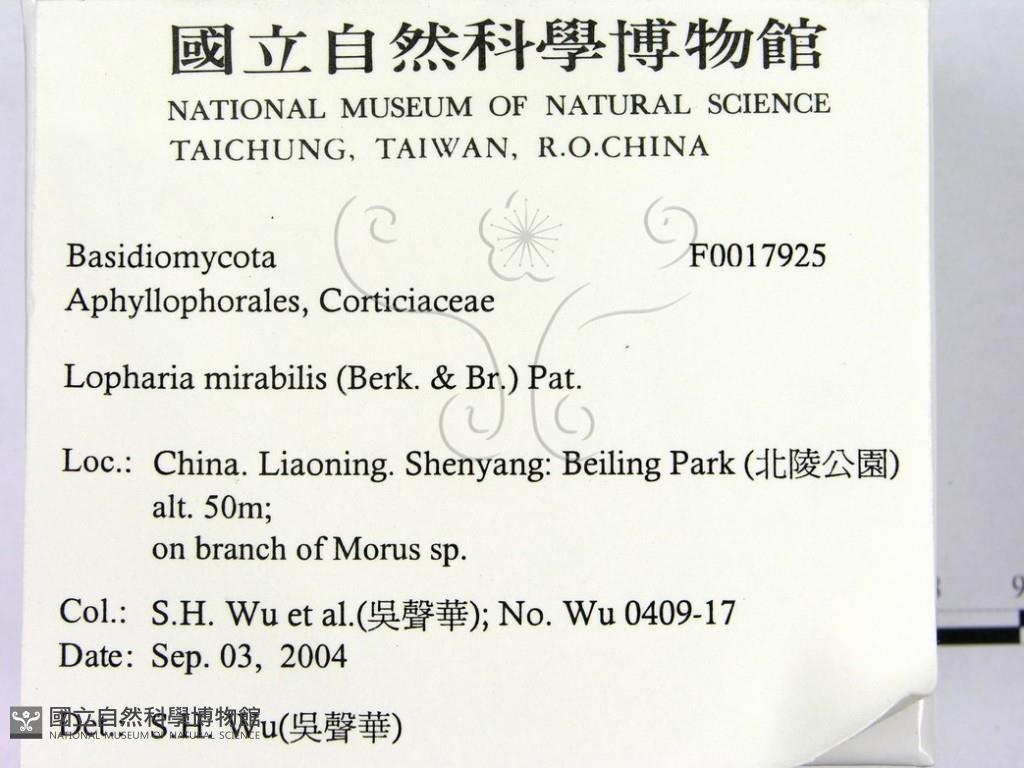 國立自然科學博物館
NATIONAL MUSEUM OF NATURAL SCIENCE
TAICHUNG, TAIWAN, R.O.CHINA
Basidiomycota F0017925
Aphyllophorales, Corticiaceae
Lopharia mirabilis (Berk. & Br.) Pat.
Loc.: China. Liaoning. Shenyang: Beiling Park (北陵公園)
alt. 50m;
on branch of Morus sp.
Col.: S.H. Wu et al.(吳聲華); No. Wu 0409-17
Date: Sep. 03, 2004
Det.: S.H. Wu(吳聲華)
國立自然科學博物館
NATIONAL MUSEUM OF NATURAL SCIENCE
9